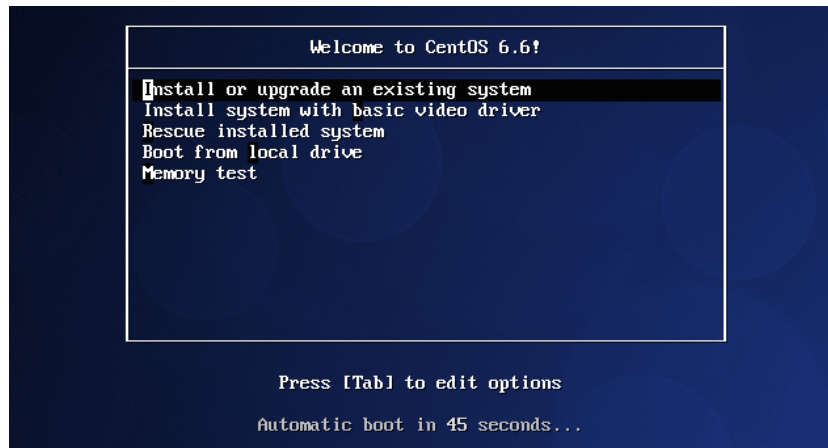 Welcome to CentOS 6.6!
Install or upgrade an existing system
Install system with basic video driver
Rescue installed system
Boot from local drive
Memory test
Press [Tab] to edit options
Automatic boot in 45 seconds...